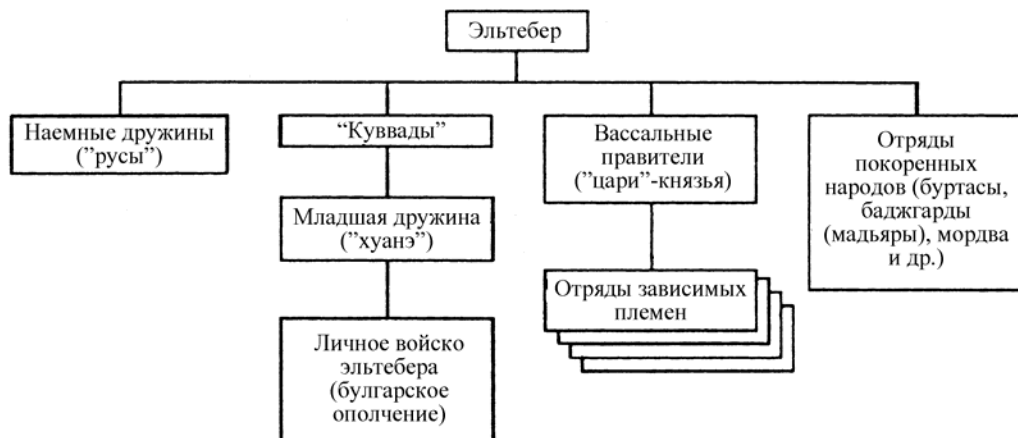 Эльтебер
Наемные дружины
("русы")
“Куввады”
Вассальные
правители
("цари"-князья)
Отряды
покоренных
народов (буртасы,
баджгарды
(мадьяры), мордва
и др.)
Младшая дружина
("хуанэ")
Отряды зависимых
племен
Личное войско
эльтебера
(булгарское
ополчение)